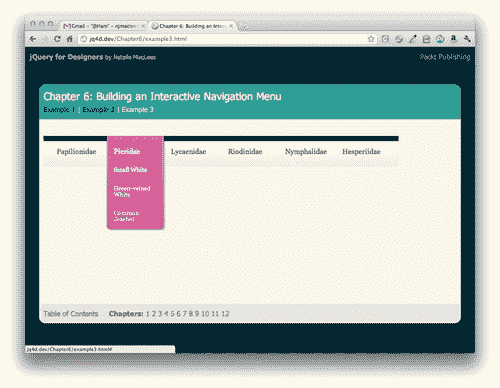 Gmail - "@Ham" - njmaclee
Chapter 6: Building an Intera
jq4d.dev/Chapter6/example3.html
jQuery for Designers by Natalie MacLees
Packt Publishing
Chapter 6: Building an Interactive Navigation Menu
Example 1 | Example 2 | Example 3
Papilionidae Pieridae Lycaenidae Riodinidae Nymphalidae Hesperiidae
Small White
Green-veined
White
Common
Jezebel
Table of Contents Chapters: 1 2 3 4 5 6 7 8 9 10 11 12
jq4d.dev/Chapter6/example3.html#